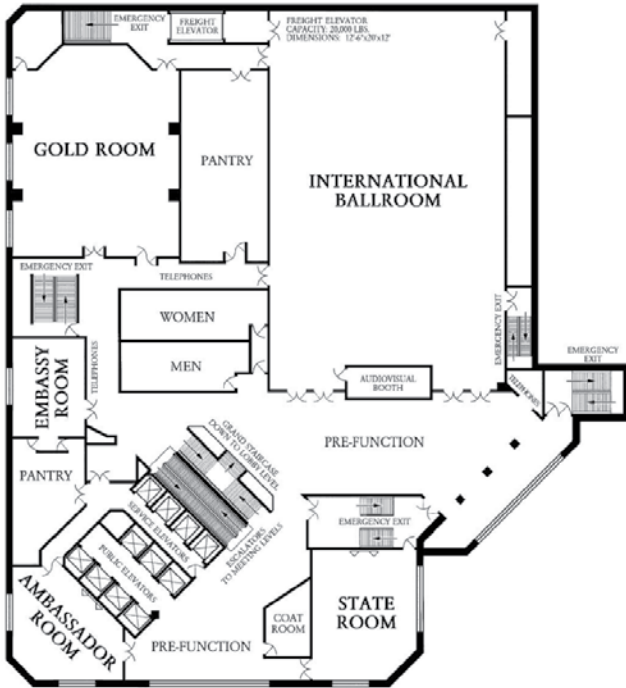 EMERGENCY
EXIT
FREIGHT
ELEVATOR
FREIGHT ELEVATOR
CAPACITY: 20,000 LBS.
DIMENSIONS: 12'-6"x20'x12'
GOLD ROOM
PANTRY
INTERNATIONAL
BALLROOM
EMERGENCY EXIT
TELEPHONES
WOMEN
MEN
EMBASSY
ROOM
TELEPHONES
EMERGENCY EXIT
EMERGENCY
EXIT
AUDIOVISUAL
BOOTH
TELEPHONES
GRAND STAIRCASE
DOWN TO LOBBY LEVEL
PRE-FUNCTION
PANTRY
SERVICE ELEVATORS
ESCALATORS
TO MEETING LEVELS
EMERGENCY EXIT
PUBLIC ELEVATORS
AMBASSADOR
ROOM
PRE-FUNCTION
COAT
ROOM
STATE
ROOM